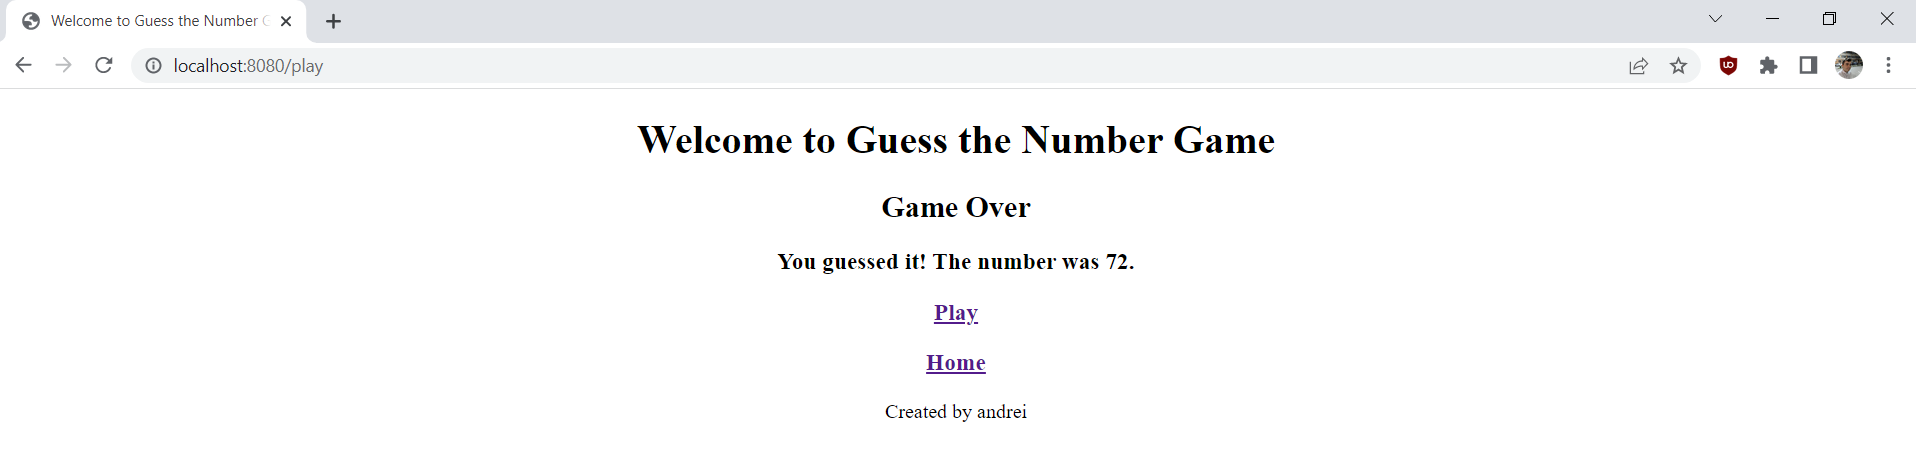 Welcome to Guess the Number G
localhost:8080/play
Welcome to Guess the Number Game
Game Over
You guessed it! The number was 72.
Play
Home
Created by andrei